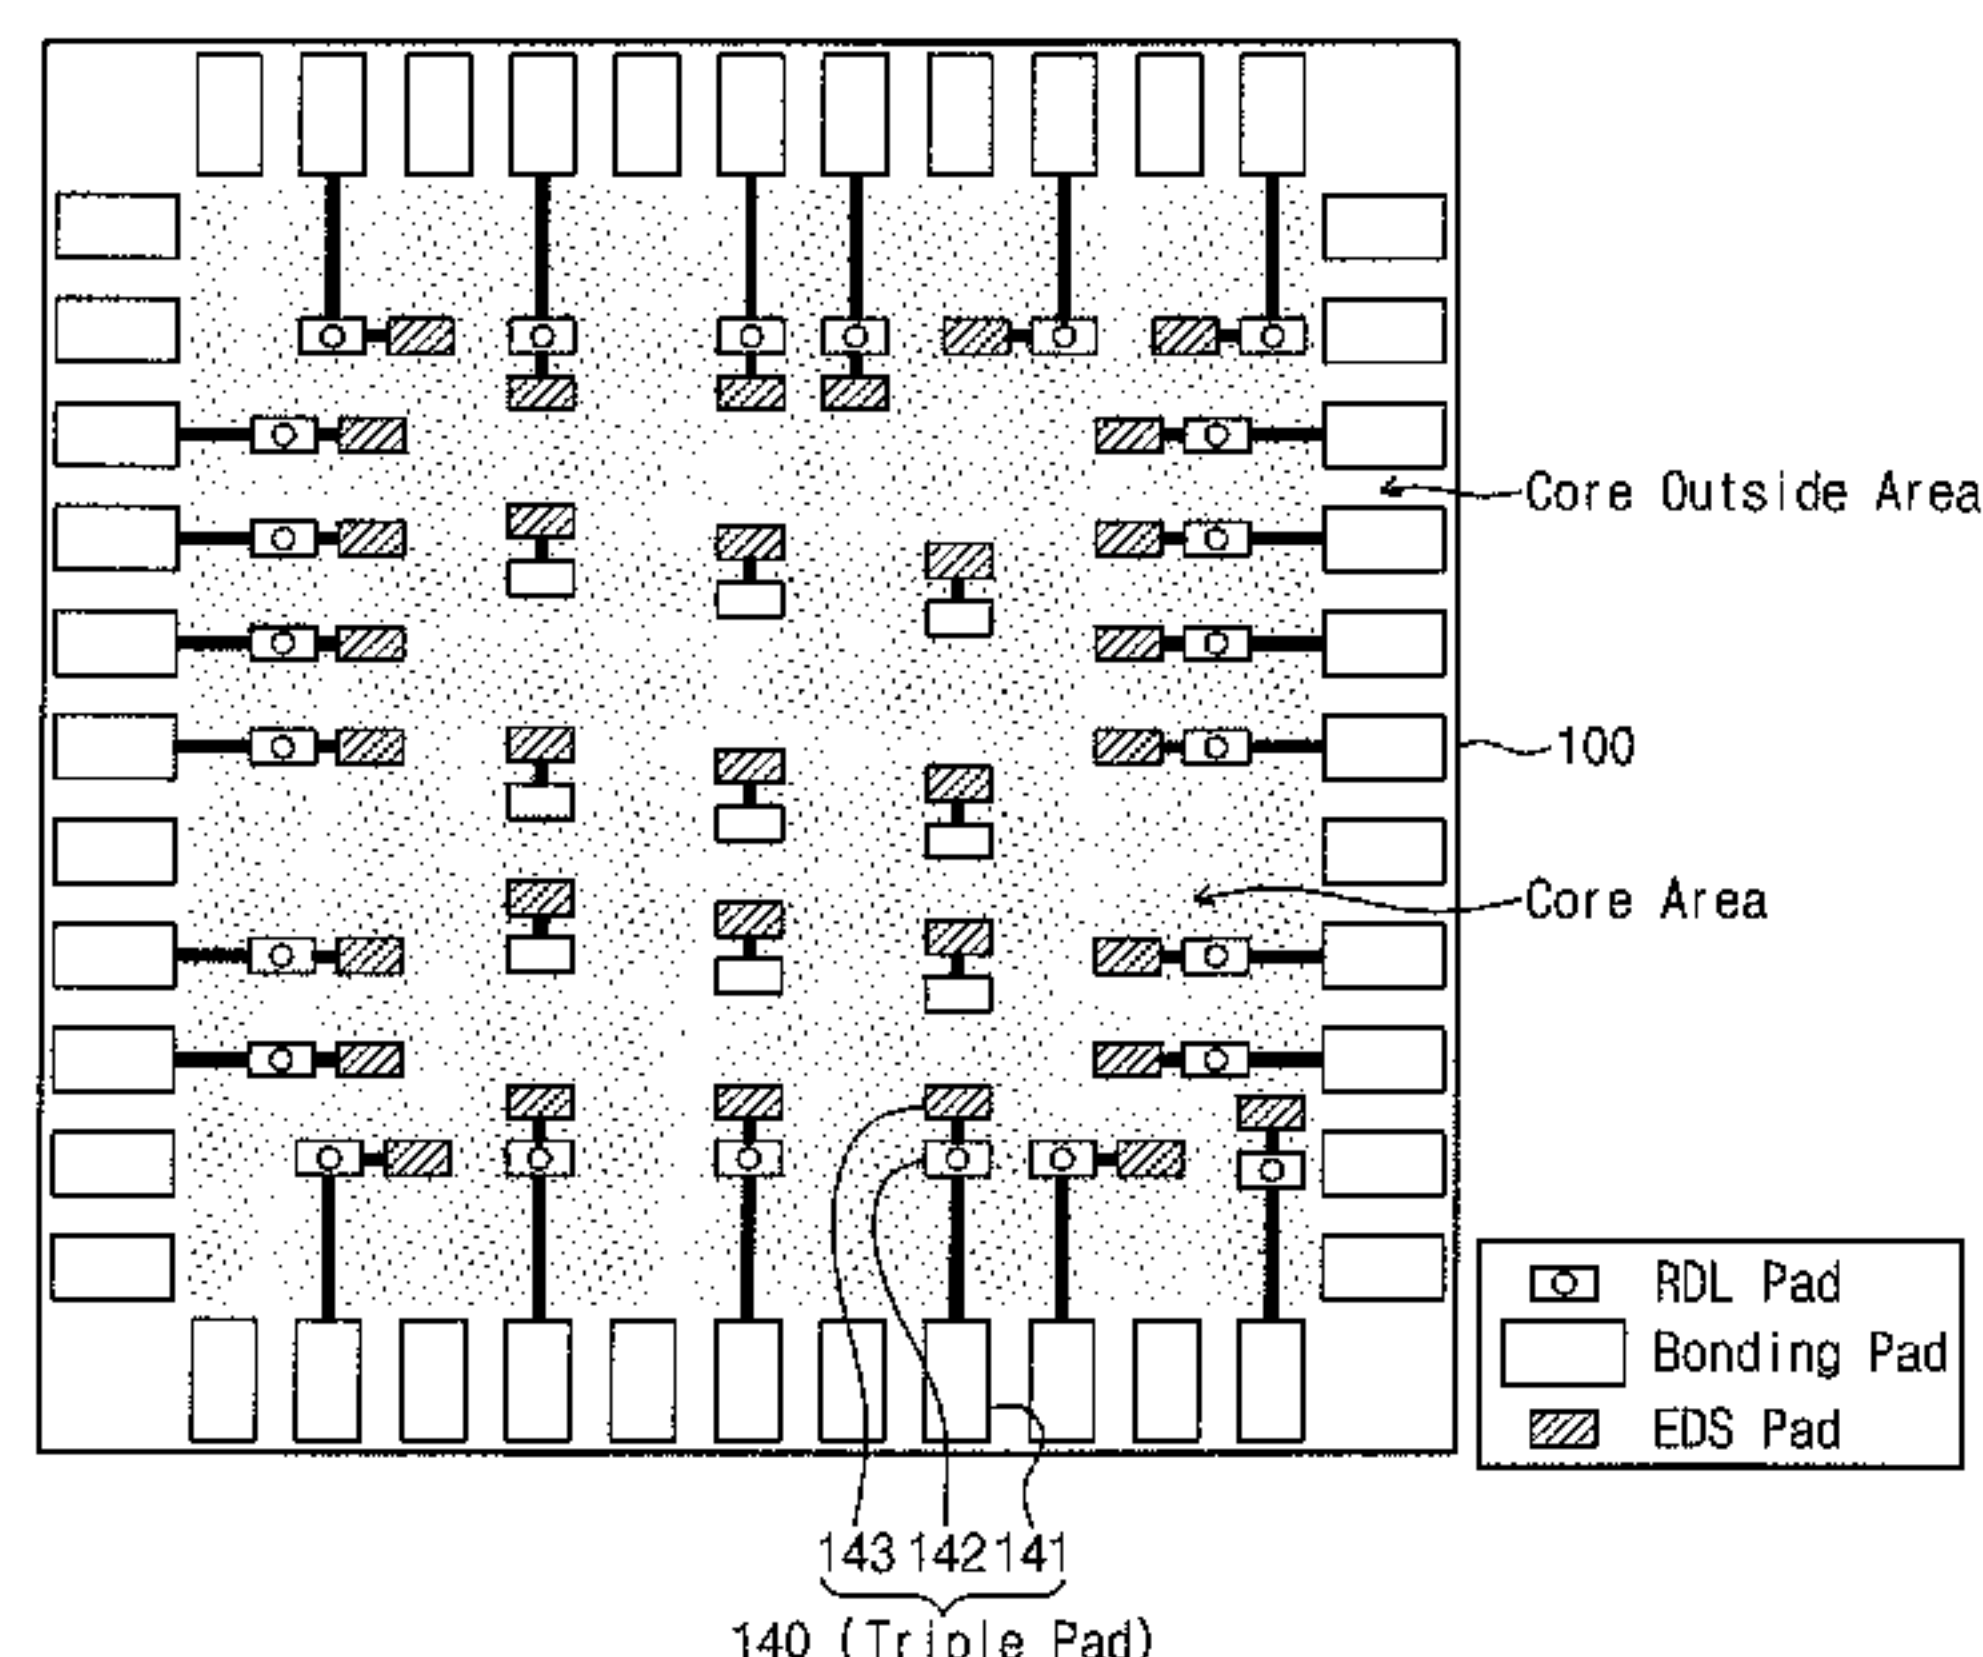 Core Outside Area
100
Core Area
RDL Pad
Bonding Pad
EDS Pad
143 142 141
140 (Triple Pad)